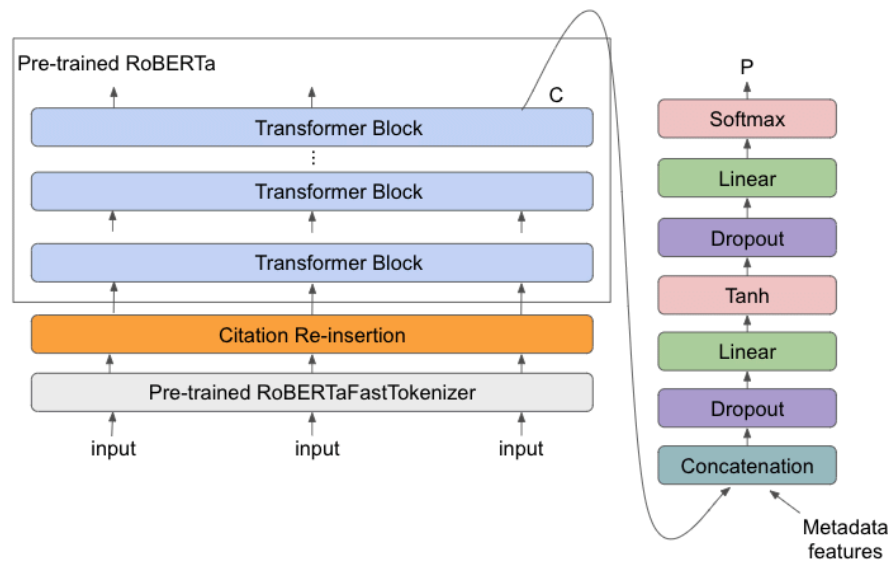 Pre-trained RoBERTa
C
Transformer Block
⋮
Transformer Block
Transformer Block
Citation Re-insertion
Pre-trained RoBERTaFastTokenizer
input input input
P
Softmax
Linear
Dropout
Tanh
Linear
Dropout
Concatenation
Metadata
features